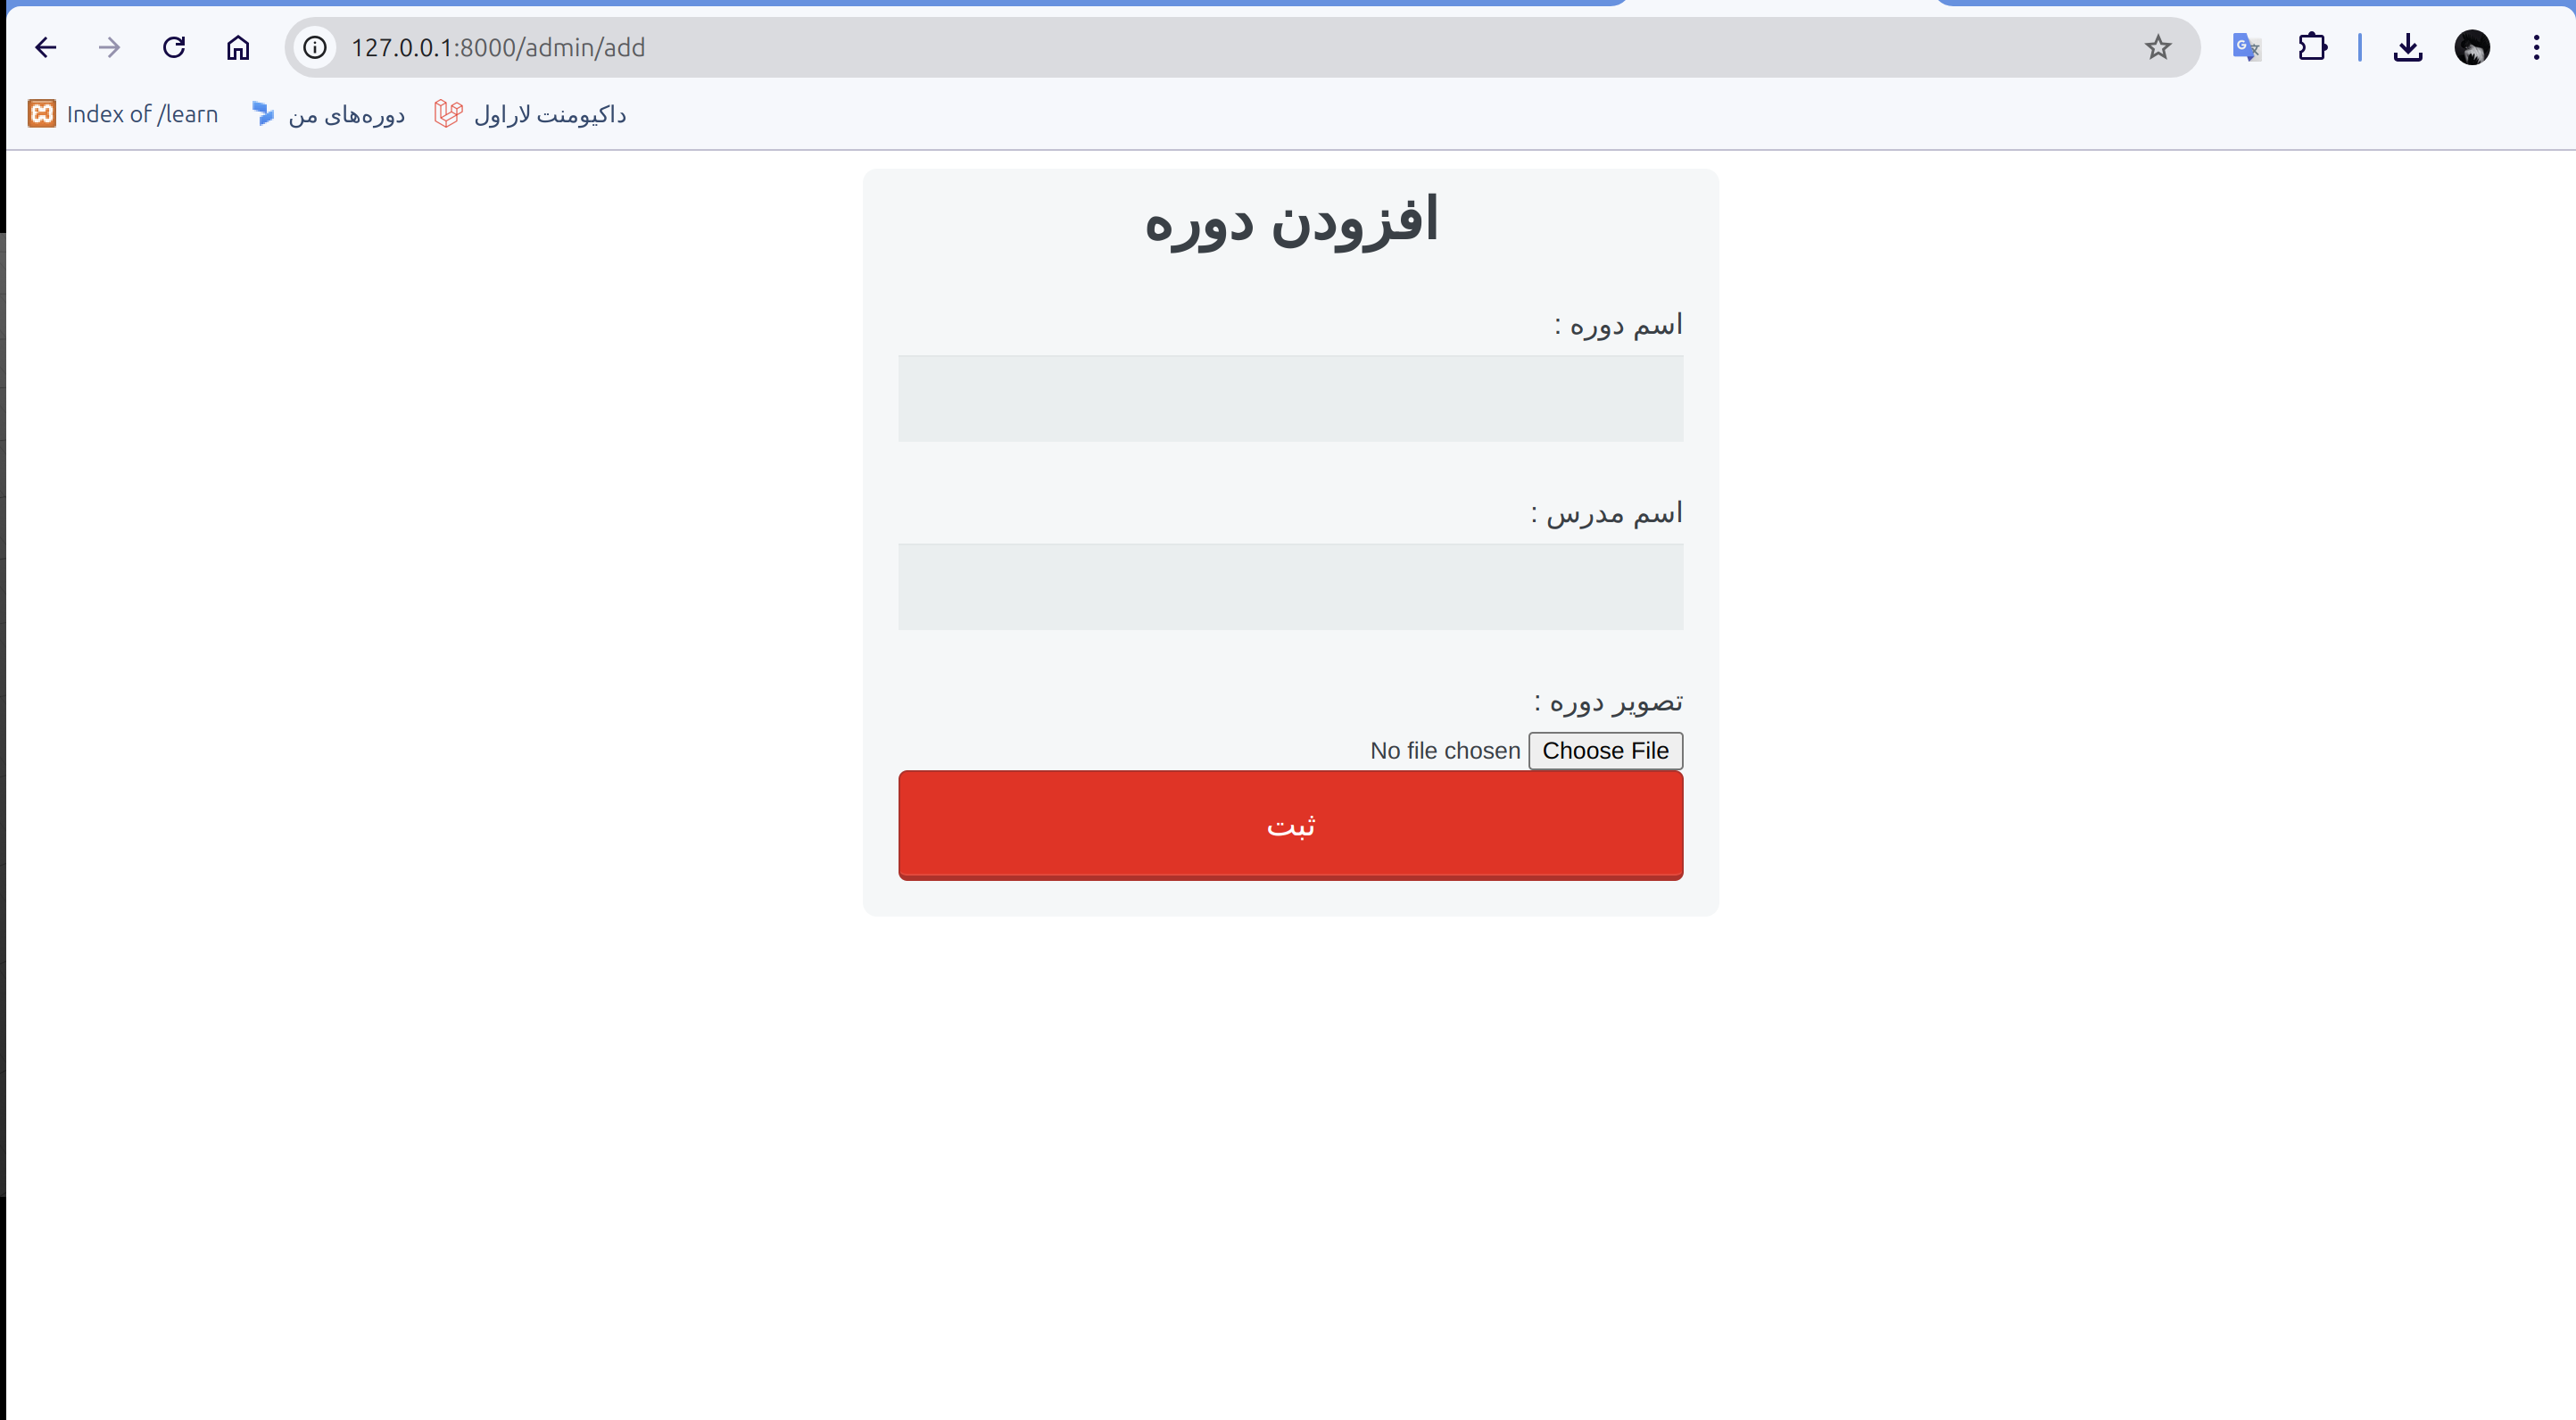 127.0.0.1:8000/admin/add
Index of /learn
دوره‌های من
داکیومنت لاراول
افزودن دوره
اسم دوره :
اسم مدرس :
تصویر دوره :
Choose File No file chosen
ثبت